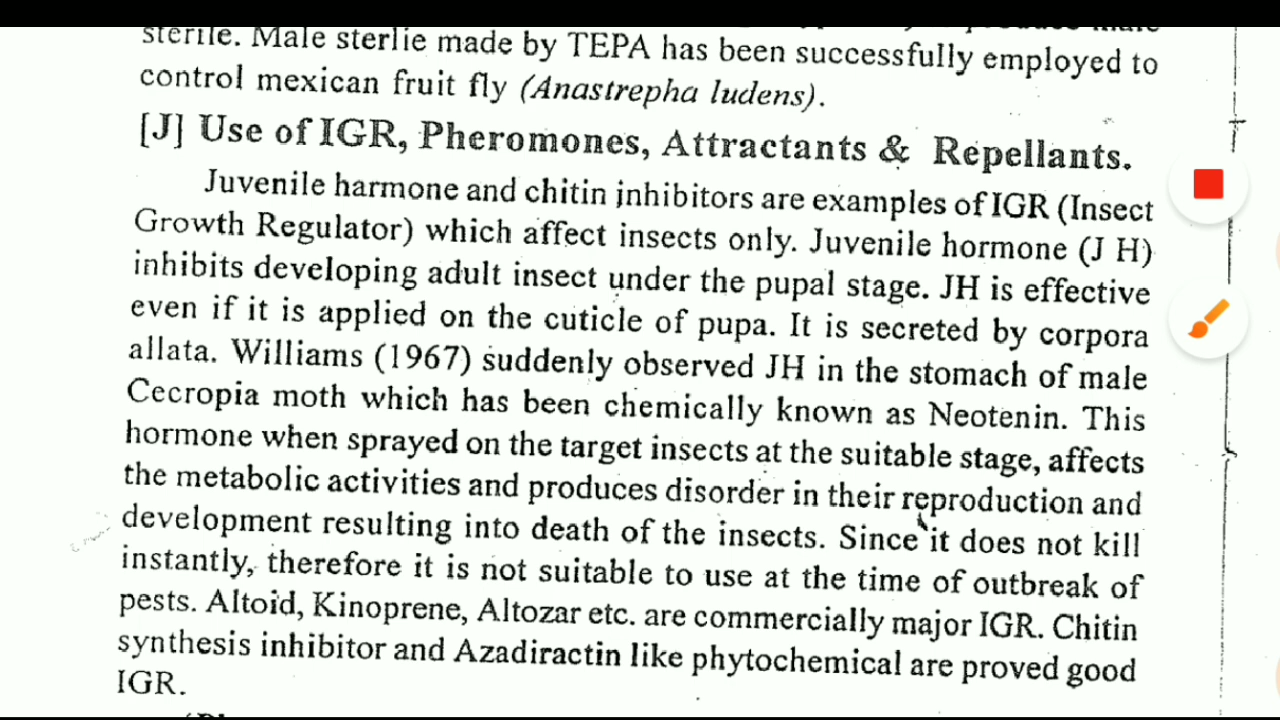 sterile. Male sterlie made by TEPA has been successfully employed to
control mexican fruit fly (Anastrepha ludens).
[J] Use of IGR, Pheromones, Attractants & Repellants.
Juvenile harmone and chitin inhibitors are examples of IGR (Insect
Growth Regulator) which affect insects only. Juvenile hormone (J H)
inhibits developing adult insect under the pupal stage. JH is effective
even if it is applied on the cuticle of pupa. It is secreted by corpora
allata. Williams (1967) suddenly observed JH in the stomach of male
Cecropia moth which has been chemically known as Neotenin. This
hormone when sprayed on the target insects at the suitable stage, affects
the metabolic activities and produces disorder in their reproduction and
development resulting into death of the insects. Since it does not kill
instantly, therefore it is not suitable to use at the time of outbreak of
pests. Altoid, Kinoprene, Altozar etc. are commercially major IGR. Chitin
synthesis inhibitor and Azadiractin like phytochemical are proved good
IGR.